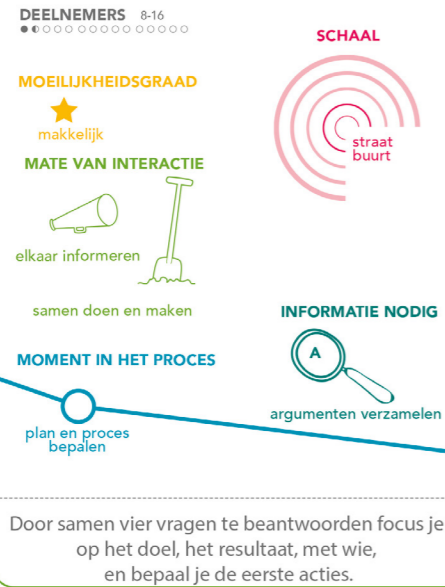 DEELNEMERS 8-16
SCHAAL
straat
buurt
MOEILIJKHEIDSGRAAD
makkelijk
MATE VAN INTERACTIE
elkaar informeren
samen doen en maken
INFORMATIE NODIG
A
argumenten verzamelen
MOMENT IN HET PROCES
plan en proces
bepalen
Door samen vier vragen te beantwoorden focus je
op het doel, het resultaat, met wie,
en bepaal je de eerste acties.